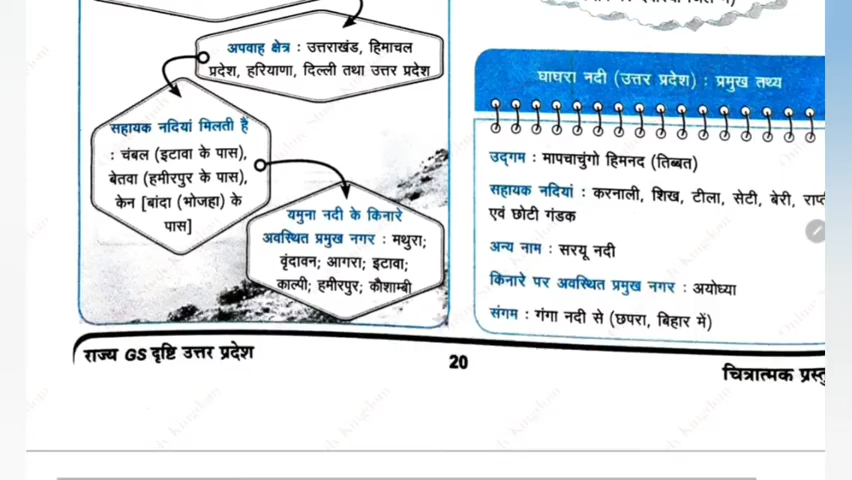 अपवाह क्षेत्र : उत्तराखंड, हिमाचल
प्रदेश, हरियाणा, दिल्ली तथा उत्तर प्रदेश
सहायक नदियां मिलती हैं
: चंबल (इटावा के पास),
बेतवा (हमीरपुर के पास),
केन [बांदा (भोजहा) के
पास]
यमुना नदी के किनारे
अवस्थित प्रमुख नगर : मथुरा;
वृंदावन; आगरा; इटावा;
काल्पी; हमीरपुर; कौशाम्बी
घाघरा नदी (उत्तर प्रदेश) : प्रमुख तथ्य
उद्गम : मापचाचुंगो हिमनद (तिब्बत)
सहायक नदियां : करनाली, शिख, टीला, सेटी, बेरी,
एवं छोटी गंडक
अन्य नाम : सरयू नदी
किनारे पर अवस्थित प्रमुख नगर : अयोध्या
संगम : गंगा नदी से (छपरा, बिहार में)
राज्य GS दृष्टि उत्तर प्रदेश
20
चित्रात्मक